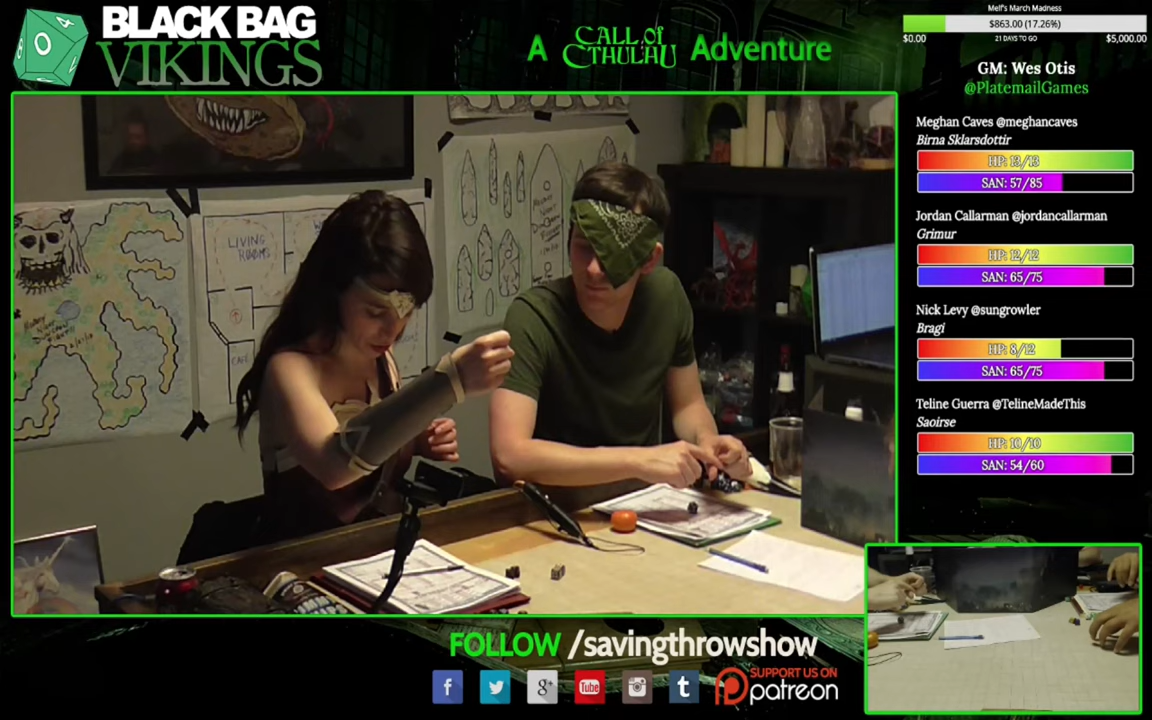 BLACK BAG
VIKINGS
A CALL of CTHULHU Adventure
Melf's March Madness
$863.00 (17.26%)
$0.00 21 DAYS TO GO $5,000.00
GM: Wes Otis
@PlatemailGames
Meghan Caves @meghancaves
Birna Sklarsdottir
HP: 13/13
SAN: 57/85
Jordan Callarman @jordancallarman
Grimur
HP: 12/12
SAN: 65/75
Nick Levy @sungrowler
Bragi
HP: 8/12
SAN: 65/75
Teline Guerra @TelineMadeThis
Saoirse
HP: 10/10
SAN: 54/60
LIVING
ROOMS
FOLLOW /savingthrowshow
f
g+
You Tube
t
SUPPORT US ON
patreon